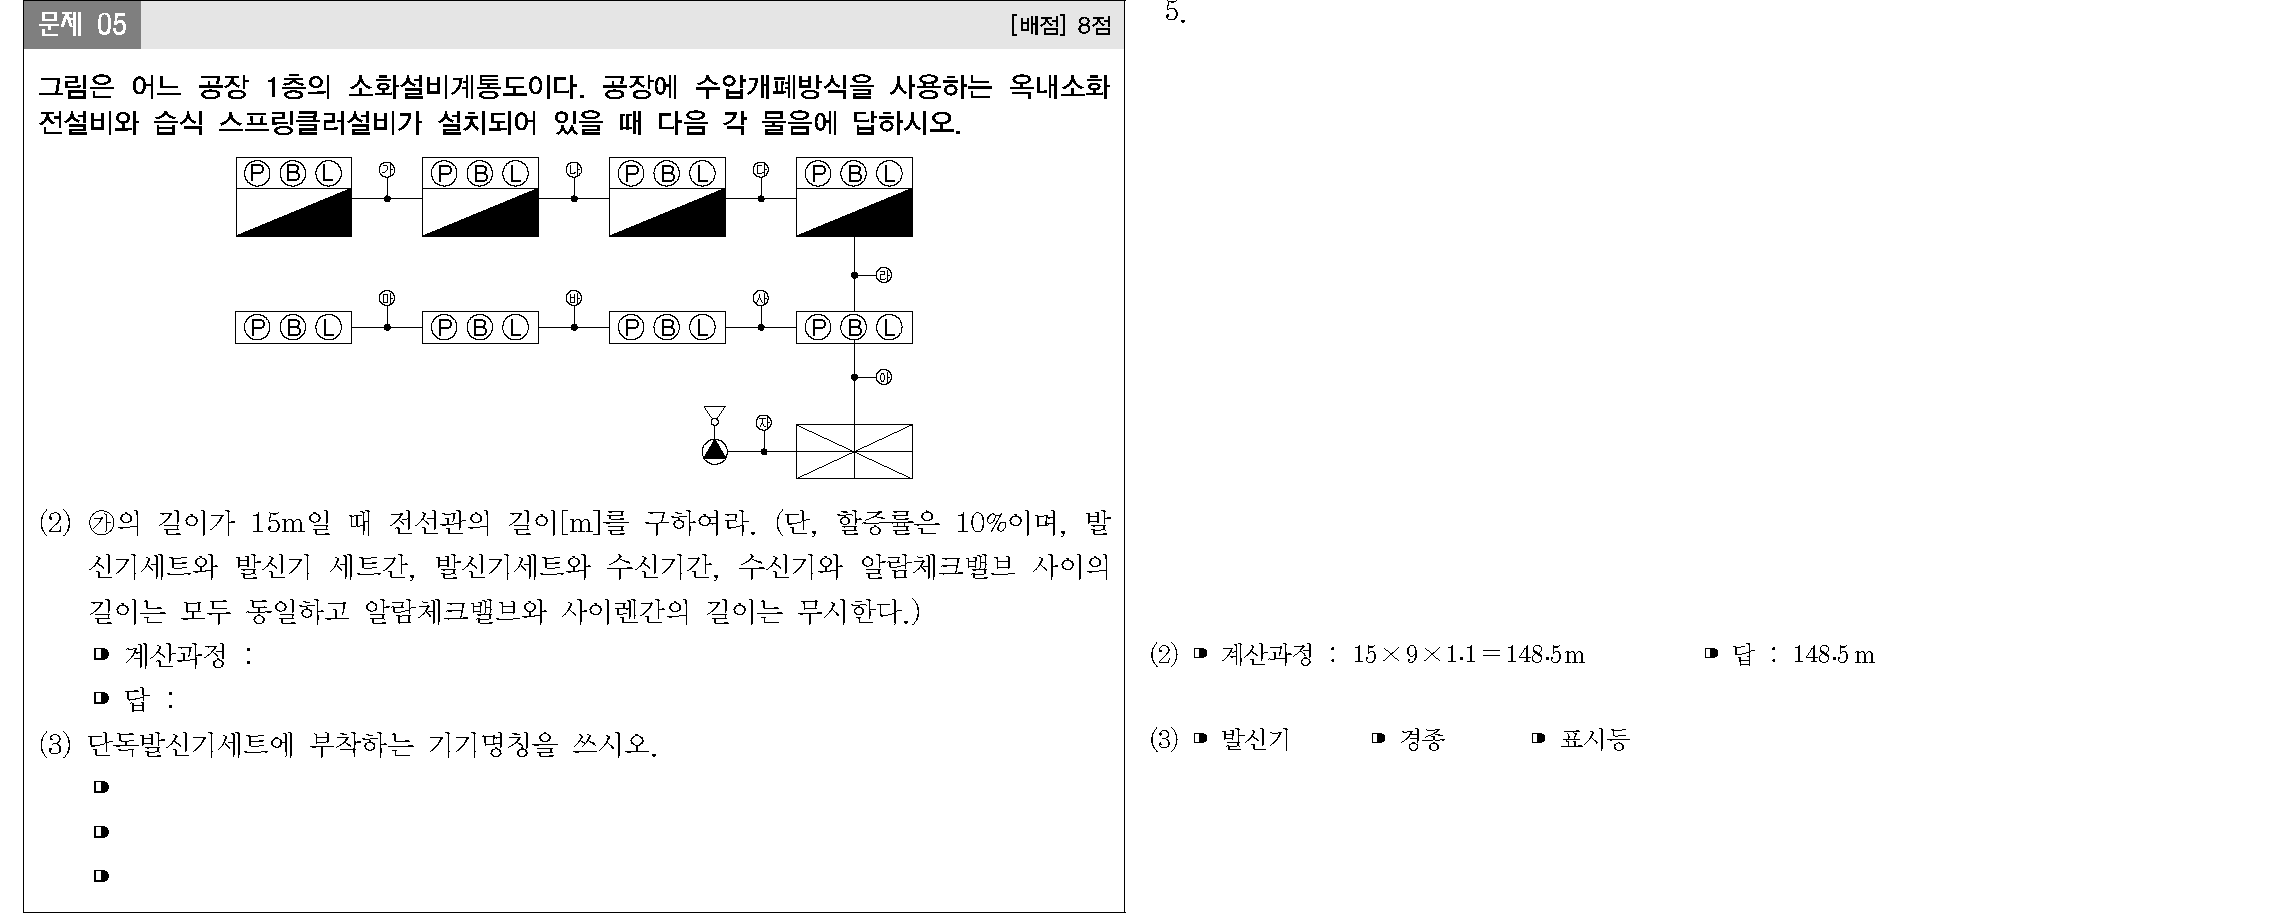 문제 05
[배점] 8점
그림은 어느 공장 1층의 소화설비계통도이다. 공장에 수압개폐방식을 사용하는 옥내소화
전설비와 습식 스프링클러설비가 설치되어 있을 때 다음 각 물음에 답하시오.
P B L ㉮ P B L ㉯ P B L ㉰ P B L
㉱
㉲ ㉳ ㉴
P B L P B L P B L P B L
㉵
㉶
(2) ㉮의 길이가 15m일 때 전선관의 길이[m]를 구하여라. (단, 할증률은 10%이며, 발
신기세트와 발신기 세트간, 발신기세트와 수신기간, 수신기와 알람체크밸브 사이의
길이는 모두 동일하고 알람체크밸브와 사이렌간의 길이는 무시한다.)
계산과정 :
답 :
(3) 단독발신기세트에 부착하는 기기명칭을 쓰시오.
5.
(2) 계산과정 : 15×9×1.1=148.5m 답 : 148.5m
(3) 발신기 경종 표시등